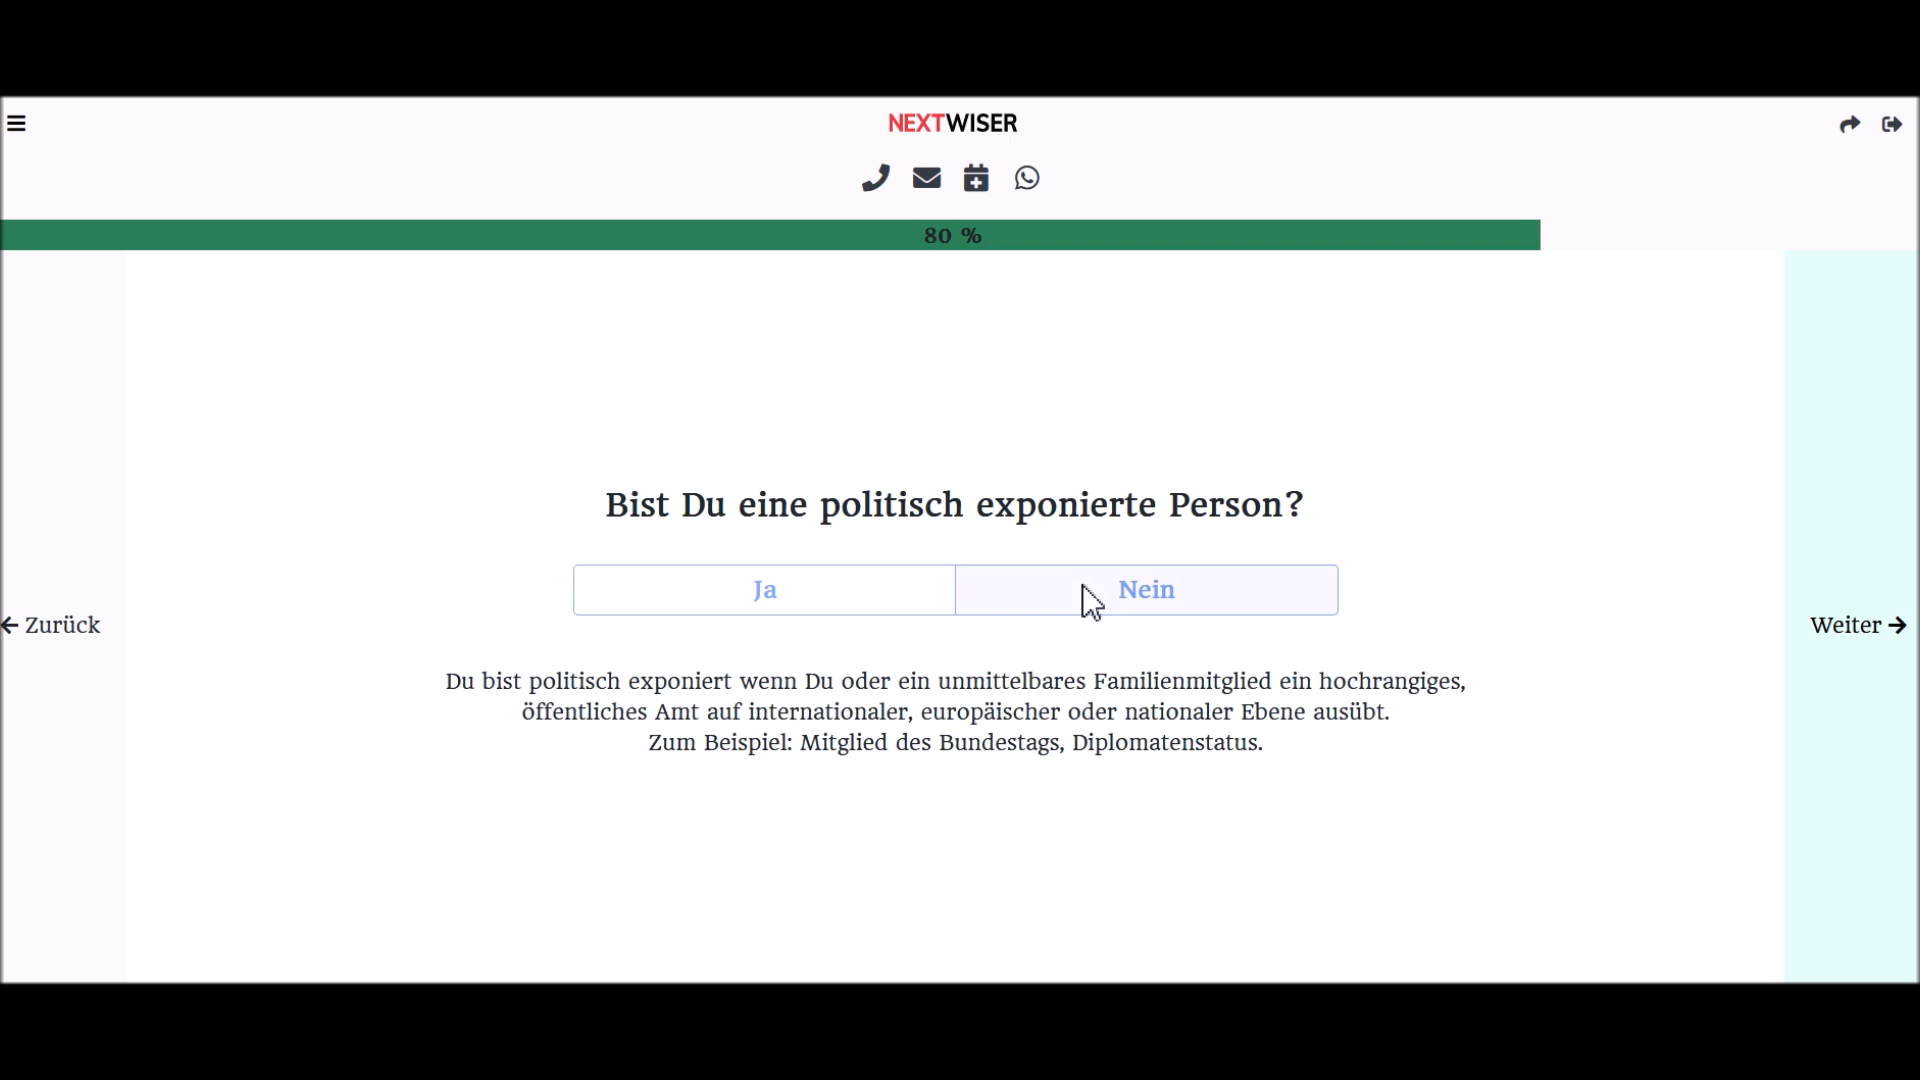 NEXTWISER
80 %
Bist Du eine politisch exponierte Person?
Ja
Nein
← Zurück
Weiter →
Du bist politisch exponiert wenn Du oder ein unmittelbares Familienmitglied ein hochrangiges,
öffentliches Amt auf internationaler, europäischer oder nationaler Ebene ausübt.
Zum Beispiel: Mitglied des Bundestags, Diplomatenstatus.